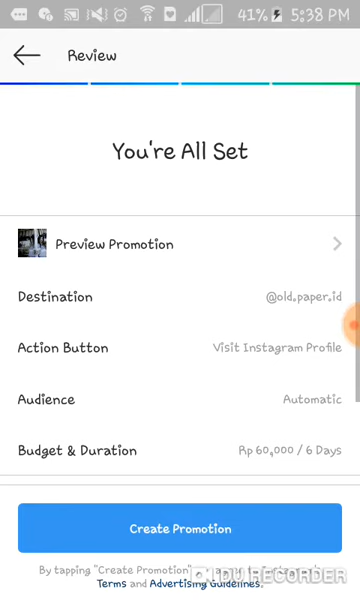 41% 5:38 PM
Review
You're All Set
Preview Promotion
Destination @old.paper.id
Action Button Visit Instagram Profile
Audience Automatic
Budget & Duration Rp 60,000 / 6 Days
Create Promotion
By tapping "Create Promotion"
Terms and Advertising Guidelines.
DU RECORDER